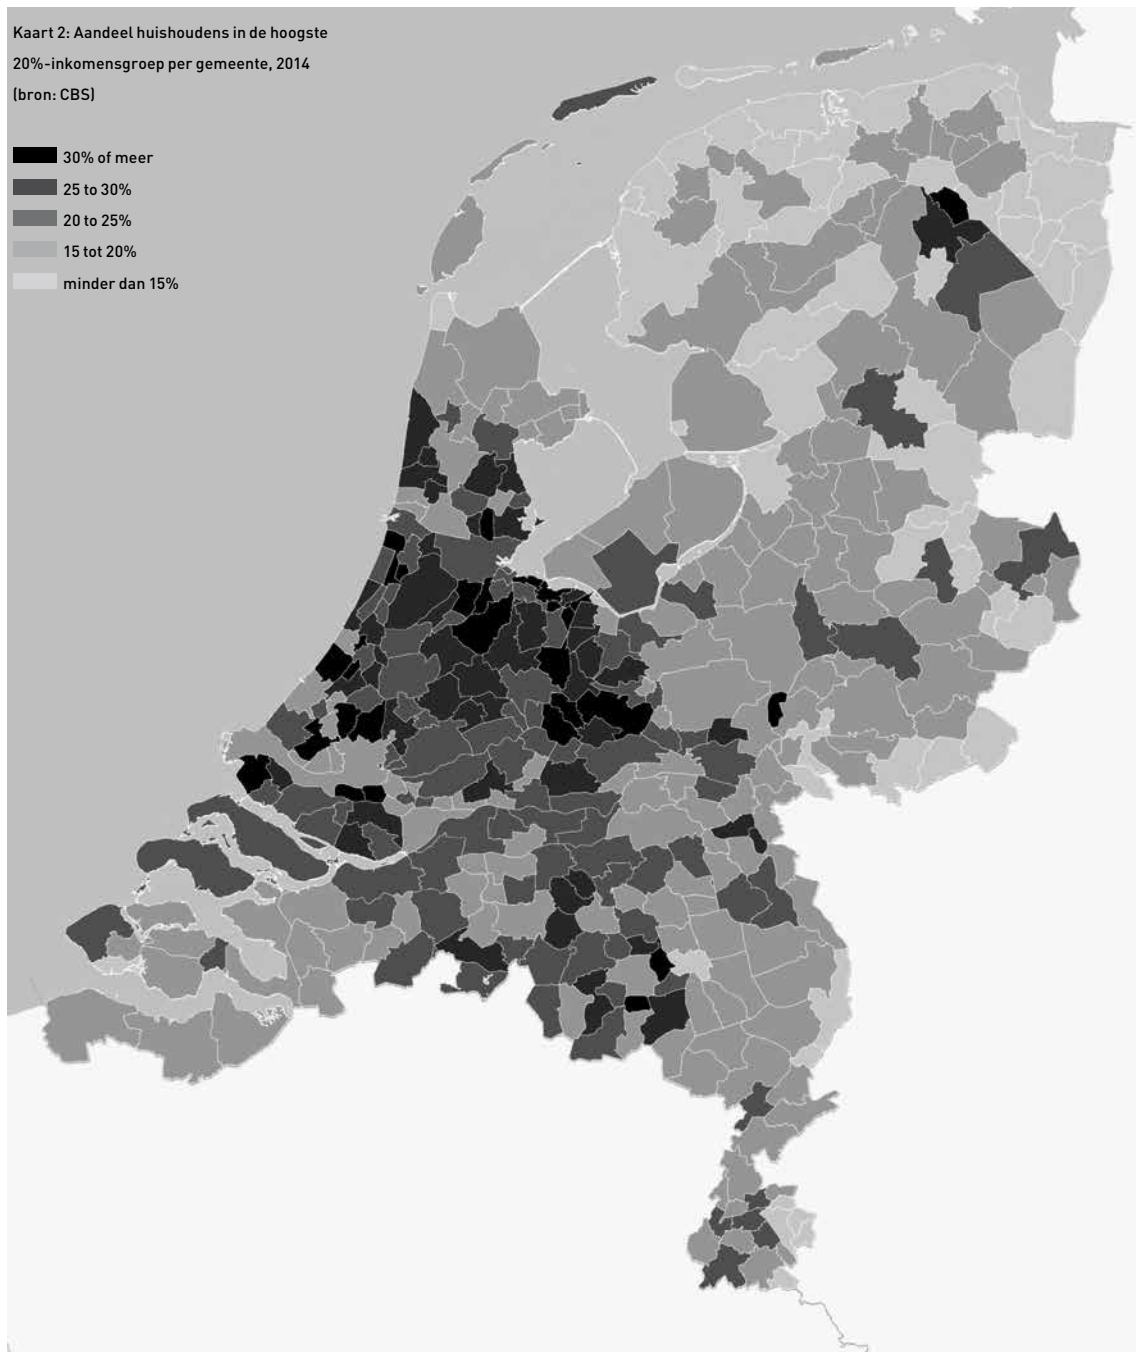 Kaart 2: Aandeel huishoudens in de hoogste
20%-inkomensgroep per gemeente, 2014
(bron: CBS)
30% of meer
25 to 30%
20 to 25%
15 tot 20%
minder dan 15%